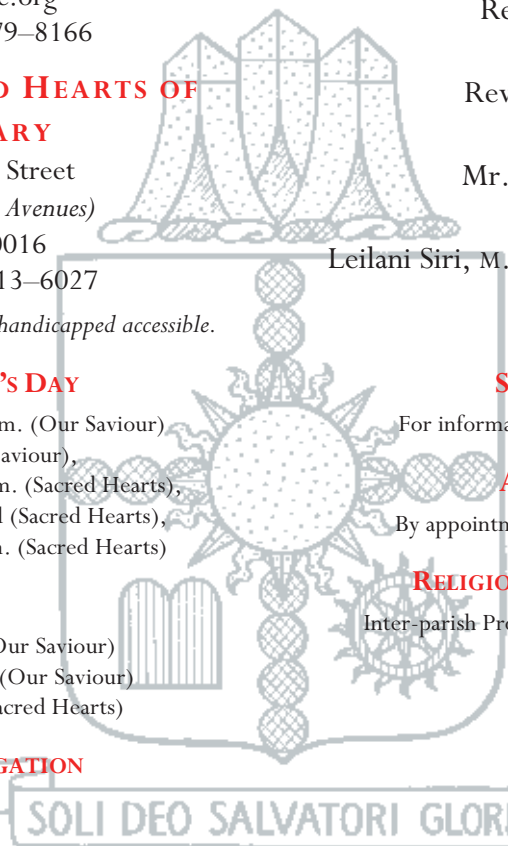 79–8166
HEARTS OF
ARY
Street
Avenues)
0016
13–6027
handicapped accessible.
’S DAY
m. (Our Saviour)
aviour),
m. (Sacred Hearts),
l (Sacred Hearts),
n. (Sacred Hearts)
Our Saviour)
(Our Saviour)
acred Hearts)
GATION
Re
Rev
Mr.
Leilani Siri, M.
S
For informa
A
By appointm
RELIGIO
Inter-parish Pre
SOLI DEO SALVATORI GLORI